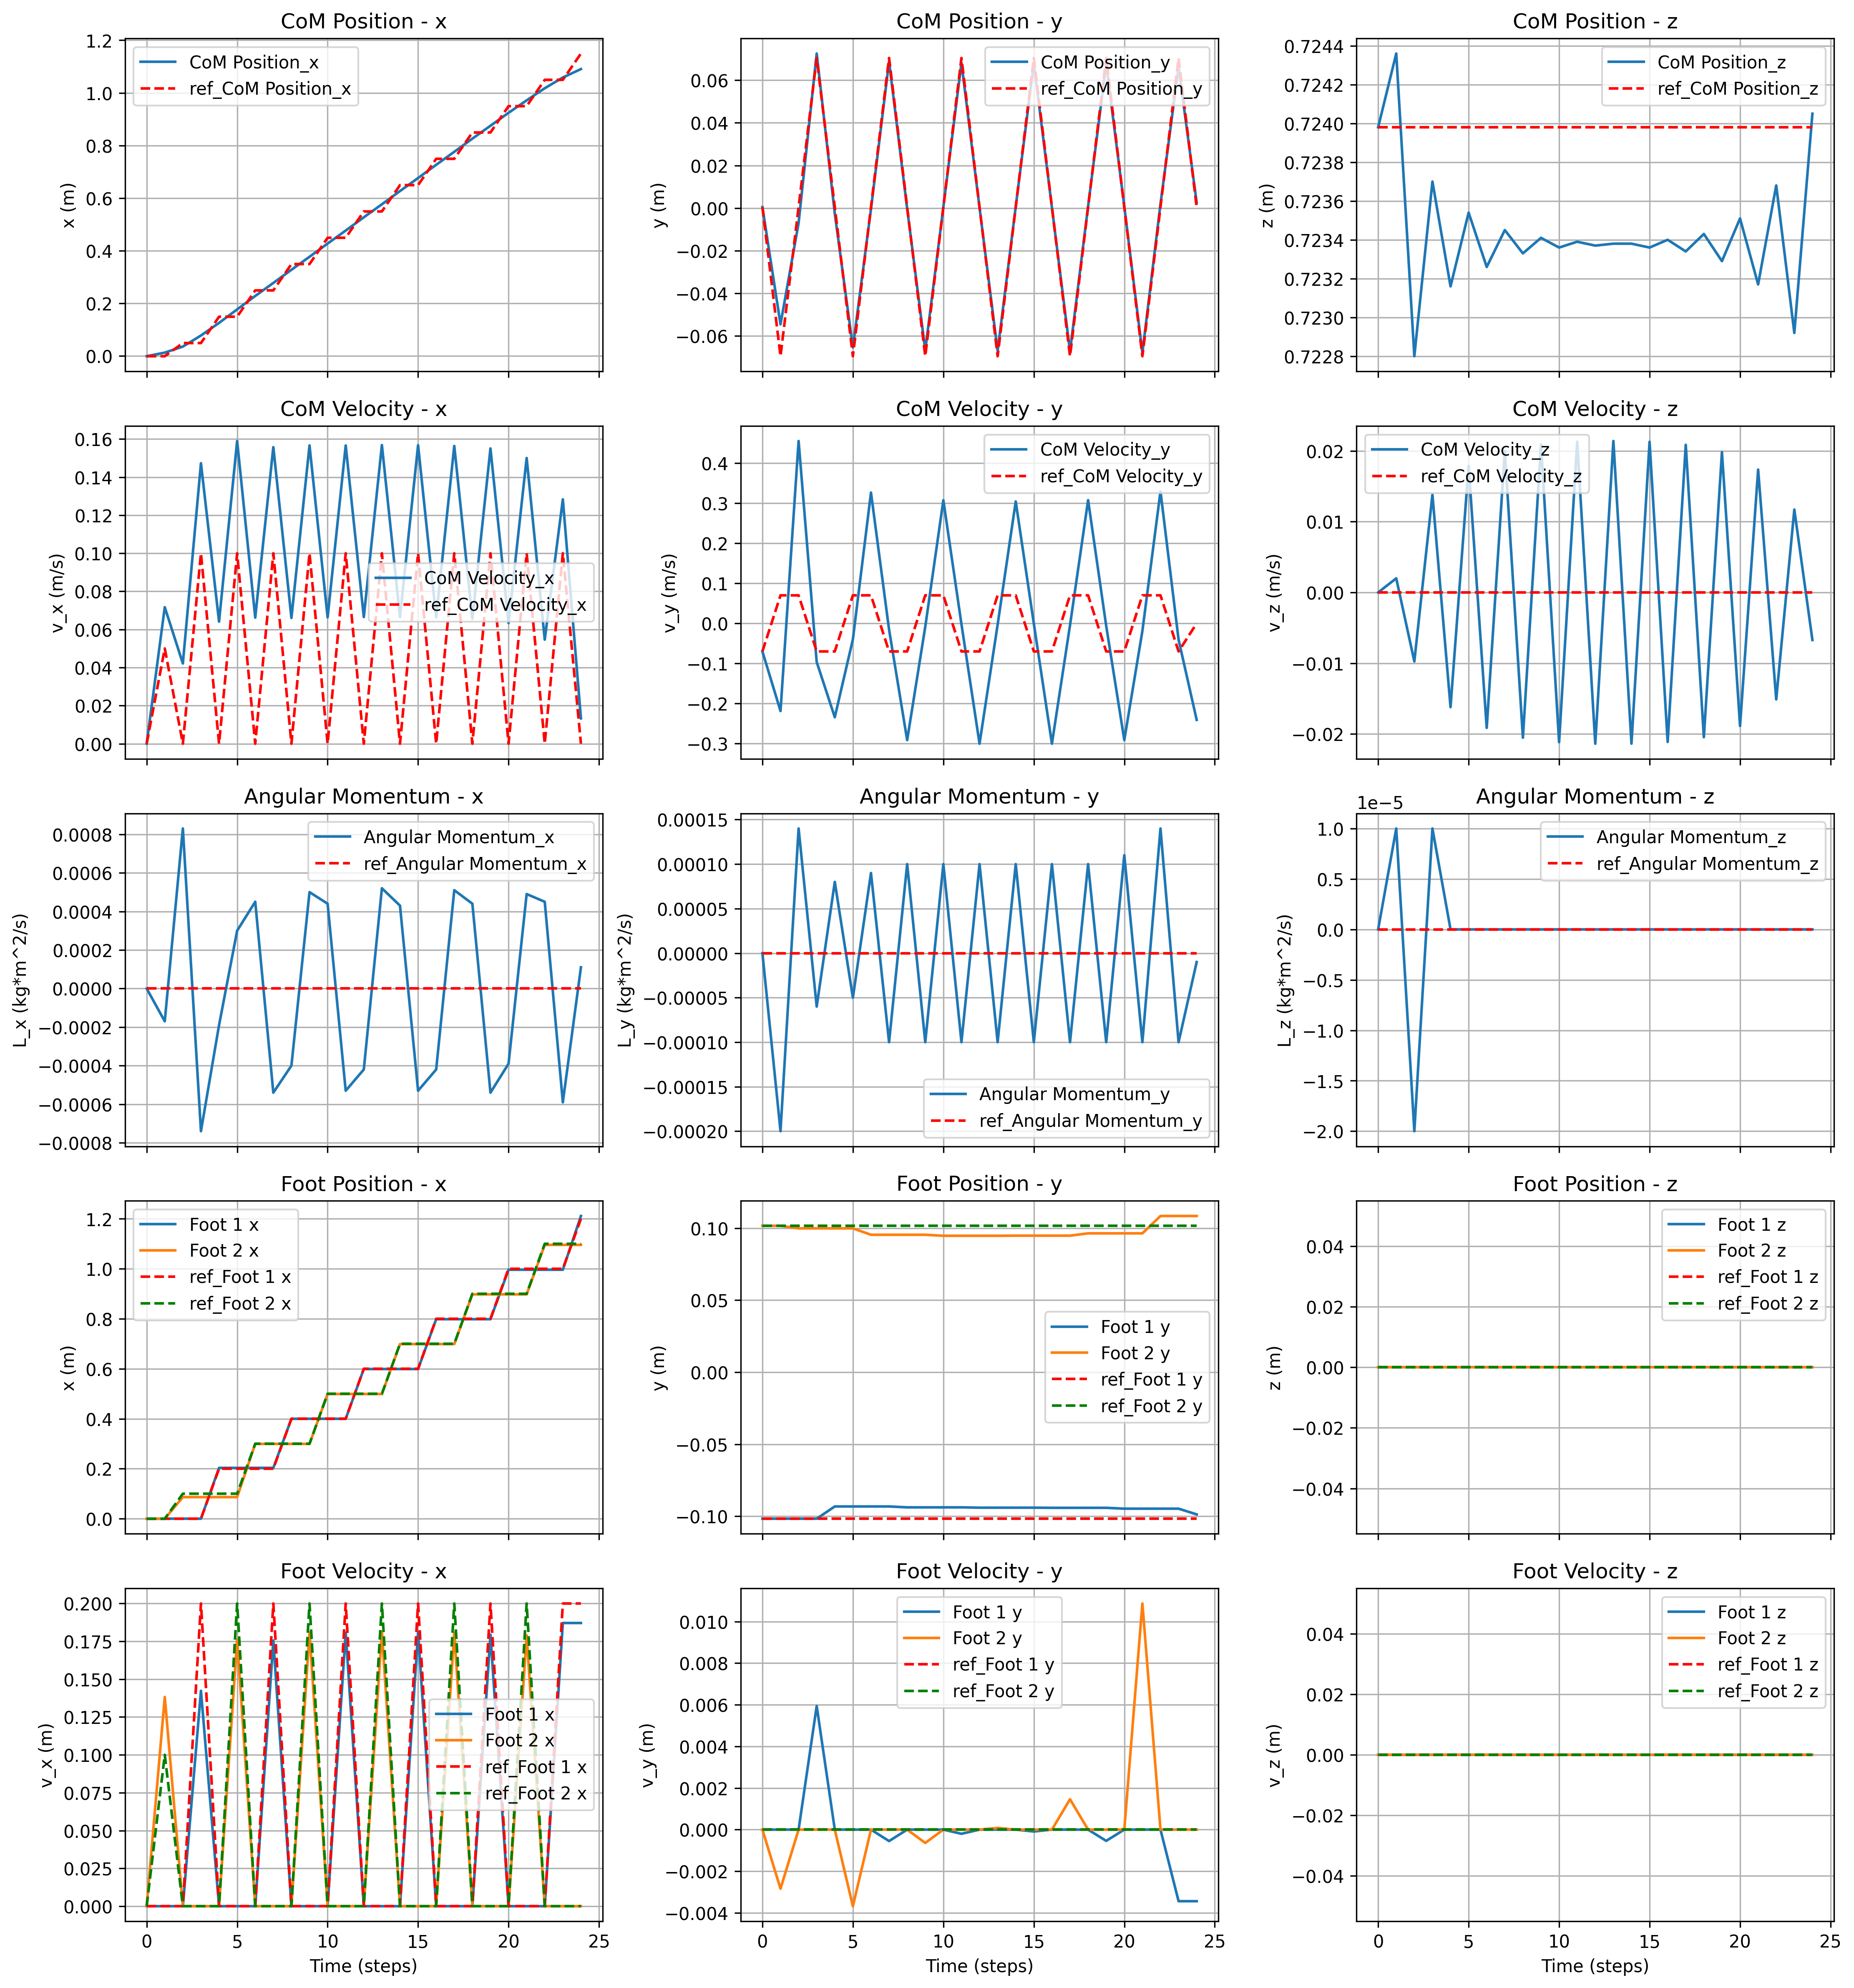 CoM Position - x
CoM Position - y
CoM Position - z
1.2
1.0
0.8
0.6
0.4
0.2
0.0
x (m)
CoM Position_x
ref_CoM Position_x
0.06
0.04
0.02
0.00
−0.02
−0.04
−0.06
y (m)
CoM Position_y
ref_CoM Position_y
0.7244
0.7242
0.7240
0.7238
0.7236
0.7234
0.7232
0.7230
0.7228
z (m)
CoM Position_z
ref_CoM Position_z
CoM Velocity - x
CoM Velocity - y
CoM Velocity - z
0.16
0.14
0.12
0.10
0.08
0.06
0.04
0.02
0.00
v_x (m/s)
CoM Velocity_x
ref_CoM Velocity_x
0.4
0.3
0.2
0.1
0.0
−0.1
−0.2
−0.3
v_y (m/s)
CoM Velocity_y
ref_CoM Velocity_y
0.02
0.01
0.00
−0.01
−0.02
v_z (m/s)
CoM Velocity_z
ref_CoM Velocity_z
Angular Momentum - x
Angular Momentum - y
Angular Momentum - z
0.0008
0.0006
0.0004
0.0002
0.0000
−0.0002
−0.0004
−0.0006
−0.0008
L_x (kg*m^2/s)
Angular Momentum_x
ref_Angular Momentum_x
0.00015
0.00010
0.00005
0.00000
−0.00005
−0.00010
−0.00015
−0.00020
L_y (kg*m^2/s)
Angular Momentum_y
ref_Angular Momentum_y
1e−5
1.0
0.5
0.0
−0.5
−1.0
−1.5
−2.0
L_z (kg*m^2/s)
Angular Momentum_z
ref_Angular Momentum_z
Foot Position - x
Foot Position - y
Foot Position - z
1.2
1.0
0.8
0.6
0.4
0.2
0.0
x (m)
Foot 1 x
Foot 2 x
ref_Foot 1 x
ref_Foot 2 x
0.10
0.05
0.00
−0.05
−0.10
y (m)
Foot 1 y
Foot 2 y
ref_Foot 1 y
ref_Foot 2 y
0.04
0.02
0.00
−0.02
−0.04
z (m)
Foot 1 z
Foot 2 z
ref_Foot 1 z
ref_Foot 2 z
Foot Velocity - x
Foot Velocity - y
Foot Velocity - z
0.200
0.175
0.150
0.125
0.100
0.075
0.050
0.025
0.000
v_x (m)
Foot 1 x
Foot 2 x
ref_Foot 1 x
ref_Foot 2 x
0 5 10 15 20 25
Time (steps)
0.010
0.008
0.006
0.004
0.002
0.000
−0.002
−0.004
v_y (m)
Foot 1 y
Foot 2 y
ref_Foot 1 y
ref_Foot 2 y
0 5 10 15 20 25
Time (steps)
0.04
0.02
0.00
−0.02
−0.04
v_z (m)
Foot 1 z
Foot 2 z
ref_Foot 1 z
ref_Foot 2 z
0 5 10 15 20 25
Time (steps)